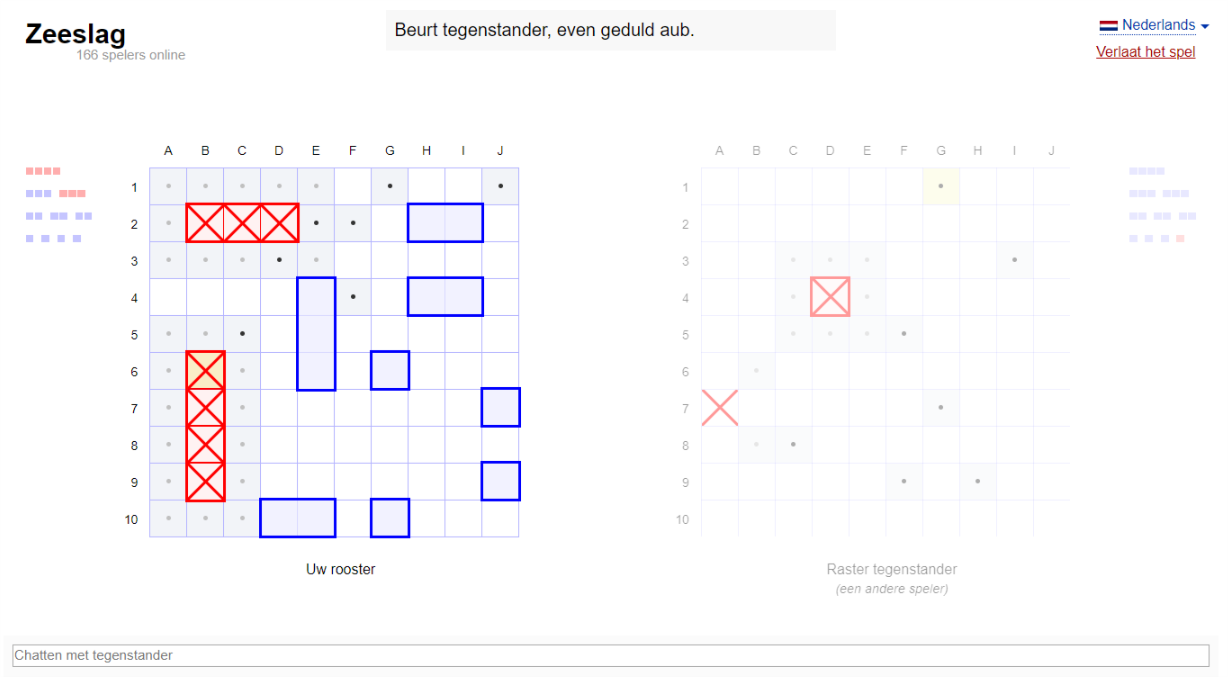 Zeeslag
166 spelers online
Beurt tegenstander, even geduld aub.
Nederlands
Verlaat het spel
A B C D E F G H I J
1
2
3
4
5
6
7
8
9
10
Uw rooster
A B C D E F G H I J
1
2
3
4
5
6
7
8
9
10
Raster tegenstander
(een andere speler)
Chatten met tegenstander